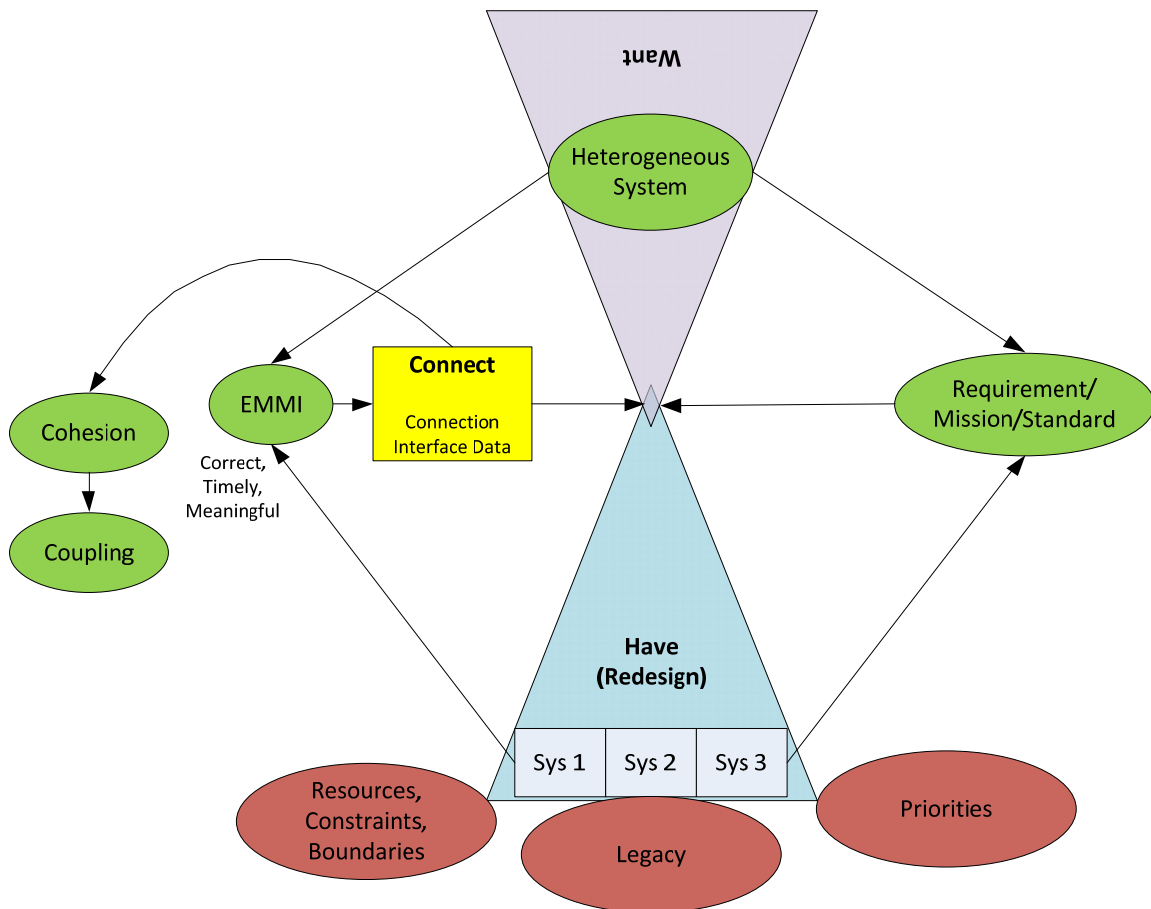 Want
Heterogeneous
System
Connect
Connection
Interface Data
EMMI
Correct,
Timely,
Meaningful
Cohesion
Coupling
Requirement/
Mission/Standard
Have
(Redesign)
Sys 1
Sys 2
Sys 3
Resources,
Constraints,
Boundaries
Legacy
Priorities